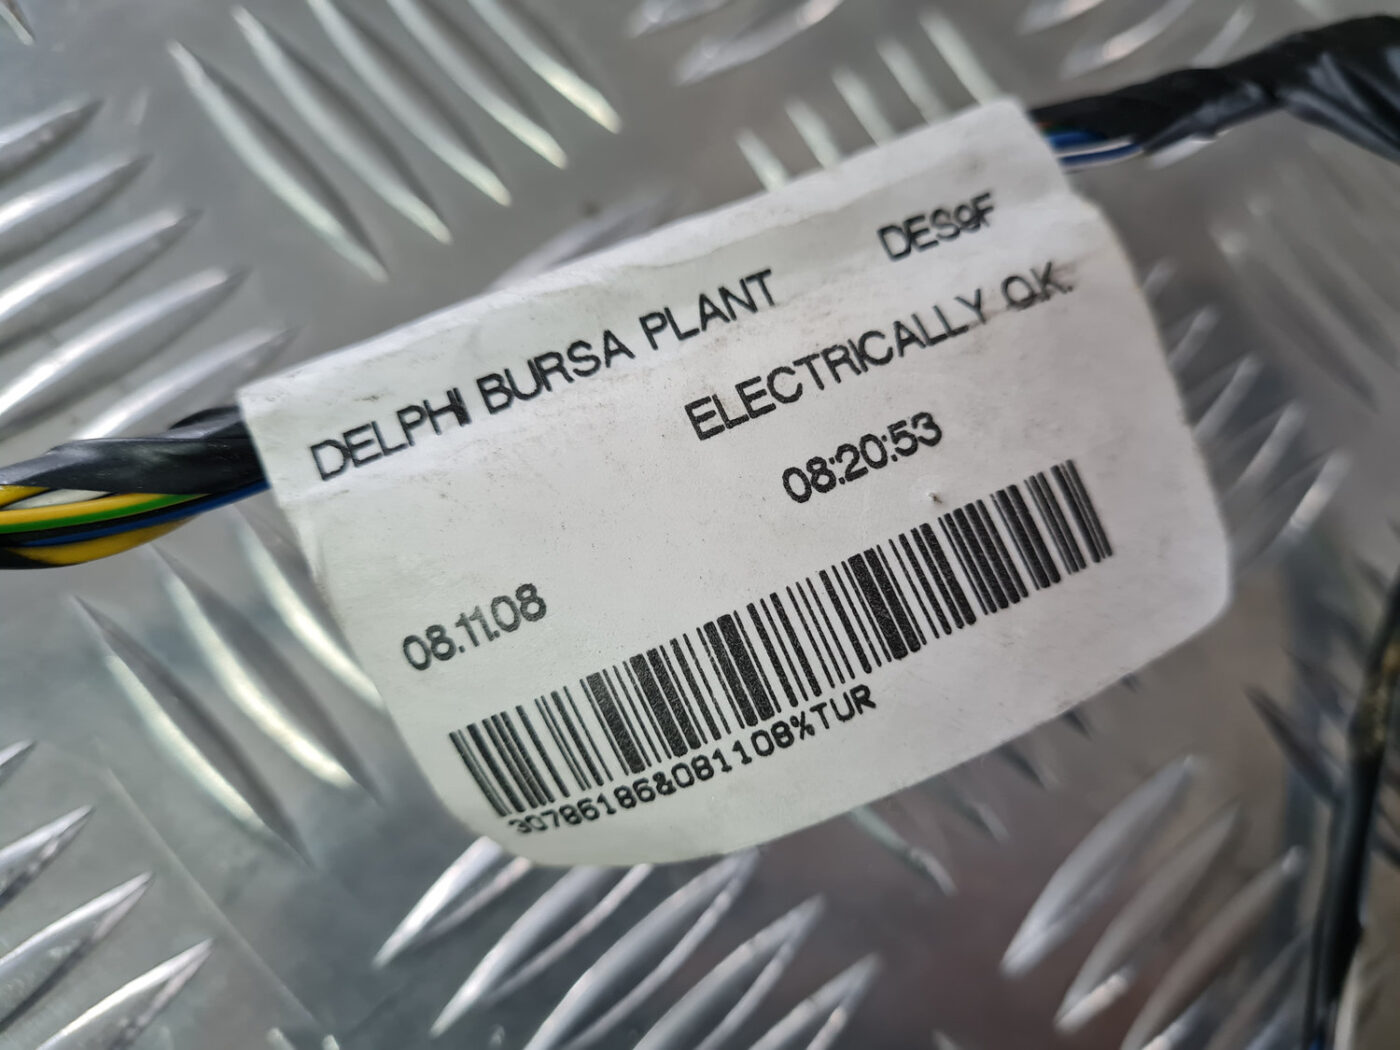 DELPHI BURSA PLANT DES9F
ELECTRICALLY O.K.
08.11.08 08:20:53
30786186&081108%TUR